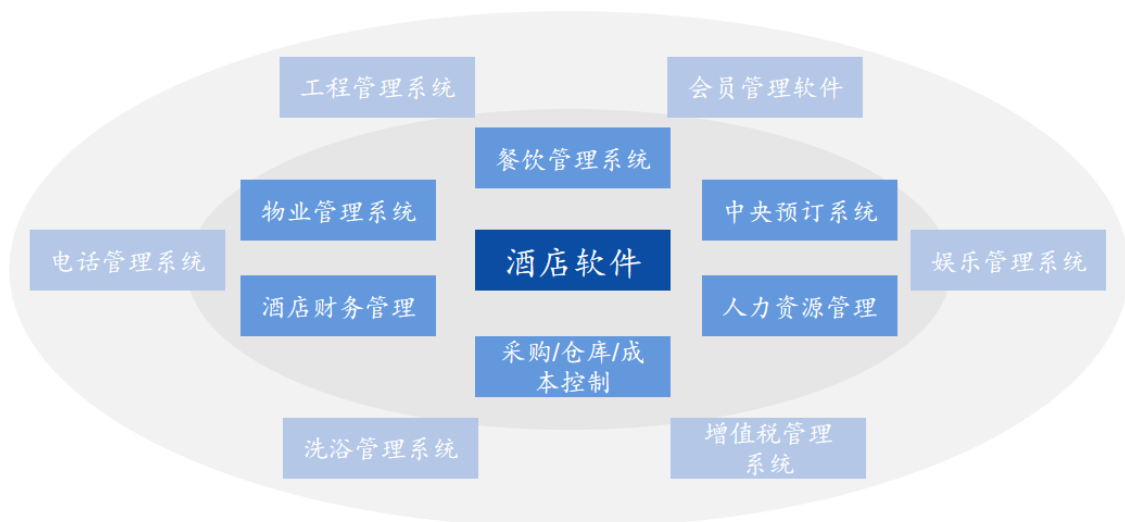 工程管理系统
会员管理软件
餐饮管理系统
物业管理系统
中央预订系统
电话管理系统
酒店软件
娱乐管理系统
酒店财务管理
人力资源管理
采购/仓库/成
本控制
洗浴管理系统
增值税管理
系统